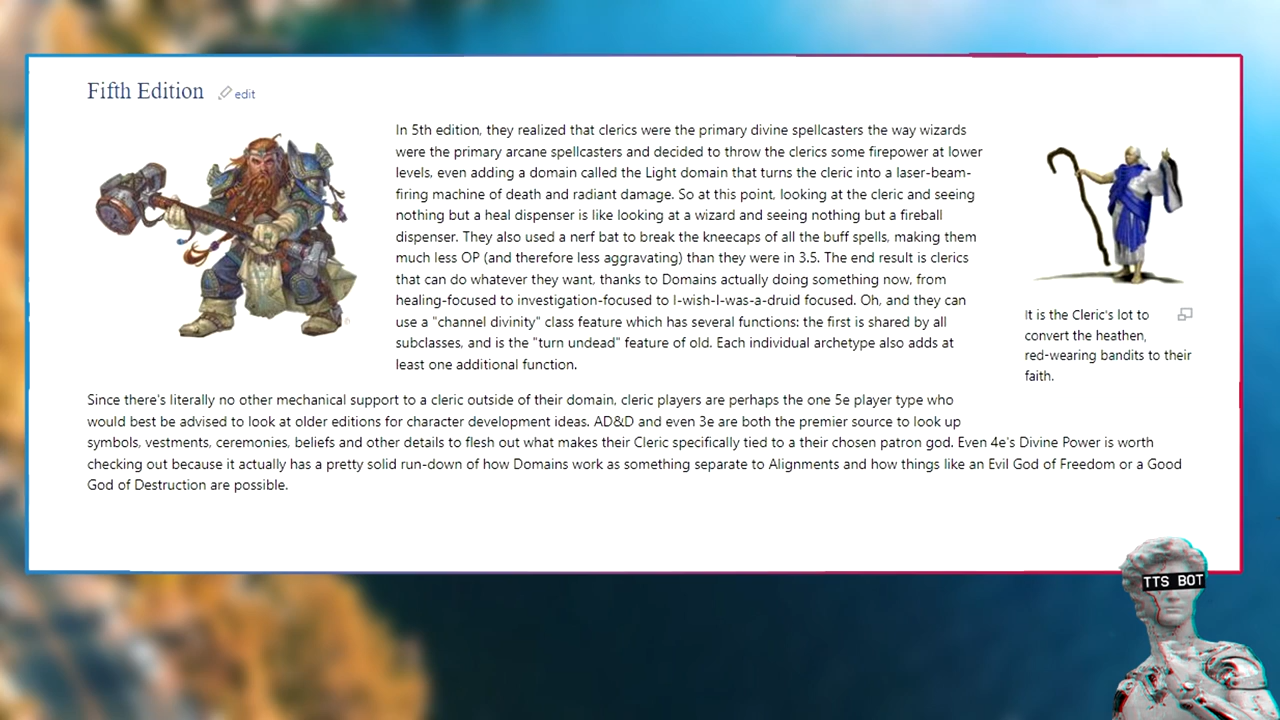 Fifth Edition edit
In 5th edition, they realized that clerics were the primary divine spellcasters the way wizards
were the primary arcane spellcasters and decided to throw the clerics some firepower at lower
levels, even adding a domain called the Light domain that turns the cleric into a laser-beam-
firing machine of death and radiant damage. So at this point, looking at the cleric and seeing
nothing but a heal dispenser is like looking at a wizard and seeing nothing but a fireball
dispenser. They also used a nerf bat to break the kneecaps of all the buff spells, making them
much less OP (and therefore less aggravating) than they were in 3.5. The end result is clerics
that can do whatever they want, thanks to Domains actually doing something now, from
healing-focused to investigation-focused to I-wish-I-was-a-druid focused. Oh, and they can
use a "channel divinity" class feature which has several functions: the first is shared by all
subclasses, and is the "turn undead" feature of old. Each individual archetype also adds at
least one additional function.
It is the Cleric's lot to
convert the heathen,
red-wearing bandits to their
faith.
Since there's literally no other mechanical support to a cleric outside of their domain, cleric players are perhaps the one 5e player type who
would best be advised to look at older editions for character development ideas. AD&D and even 3e are both the premier source to look up
symbols, vestments, ceremonies, beliefs and other details to flesh out what makes their Cleric specifically tied to a their chosen patron god. Even 4e's Divine Power is worth
checking out because it actually has a pretty solid run-down of how Domains work as something separate to Alignments and how things like an Evil God of Freedom or a Good
God of Destruction are possible.
TTS BOT